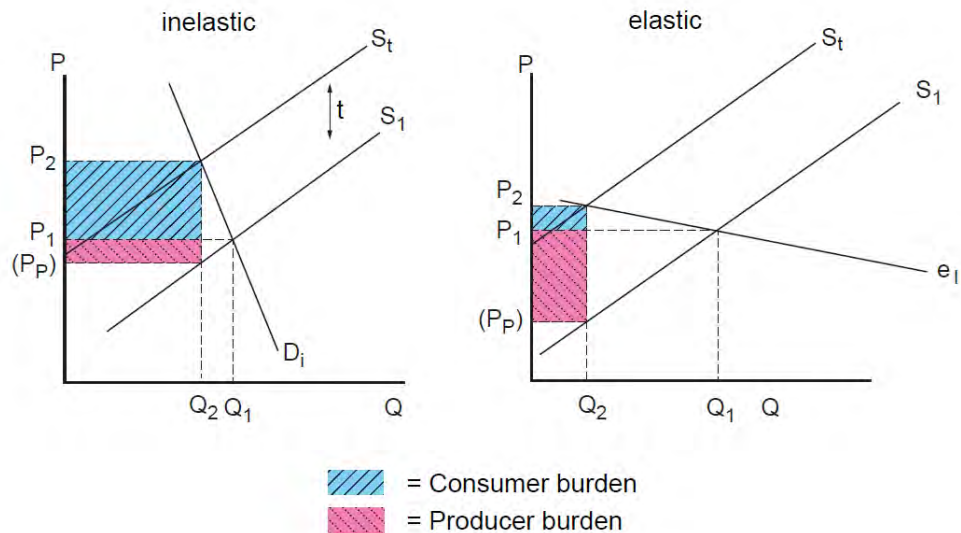 inelastic
P
S_t
t
S_1
P_2
P_1
(P_P)
D_i
Q_2 Q_1 Q
elastic
P
S_t
S_1
P_2
P_1
(P_P)
e_l
Q_2 Q_1 Q
= Consumer burden
= Producer burden